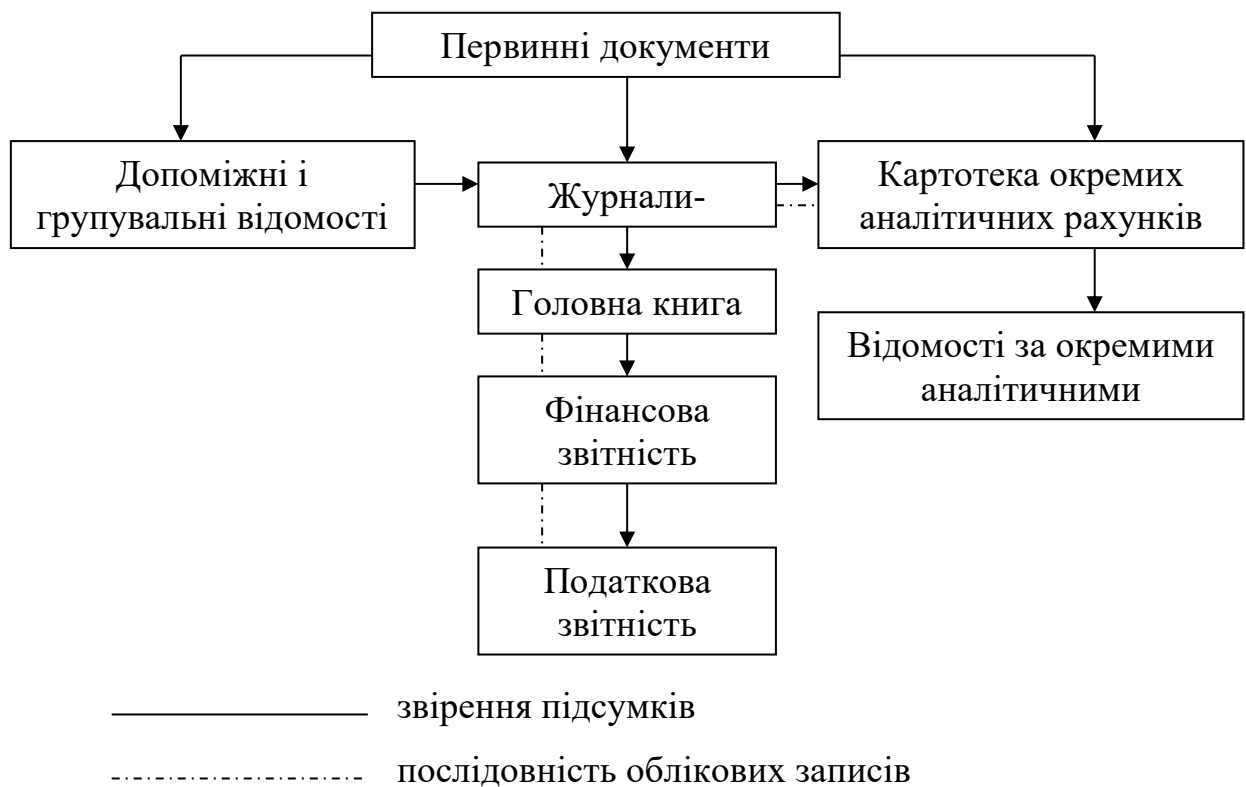 Первинні документи
Допоміжні і
групувальні відомості
Журнали-
Картотека окремих
аналітичних рахунків
Головна книга
Відомості за окремими
аналітичними
Фінансова
звітність
Податкова
звітність
звірення підсумків
послідовність облікових записів